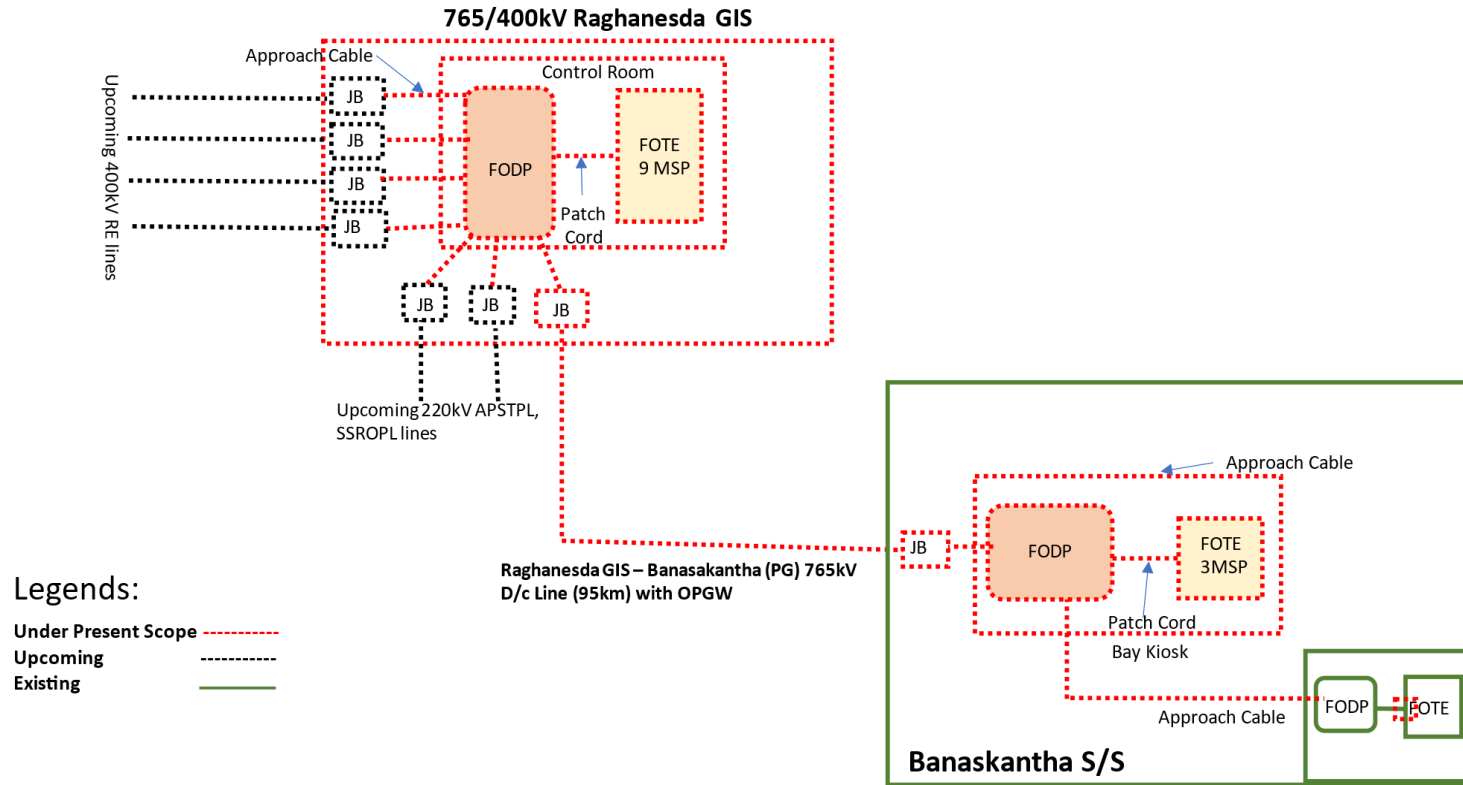 765/400kV Raghanesda GIS
Approach Cable
Control Room
Upcoming 400kV RE lines
JB
JB
JB
JB
FODP
FOTE
9 MSP
Patch
Cord
JB
JB
JB
Upcoming 220kV APSTPL,
SSROPL lines
Approach Cable
JB
FODP
FOTE
3MSP
Raghanesda GIS – Banasakantha (PG) 765kV
D/c Line (95km) with OPGW
Patch Cord
Bay Kiosk
Legends:
Under Present Scope
Upcoming
Existing
FODP
FOTE
Approach Cable
Banaskantha S/S